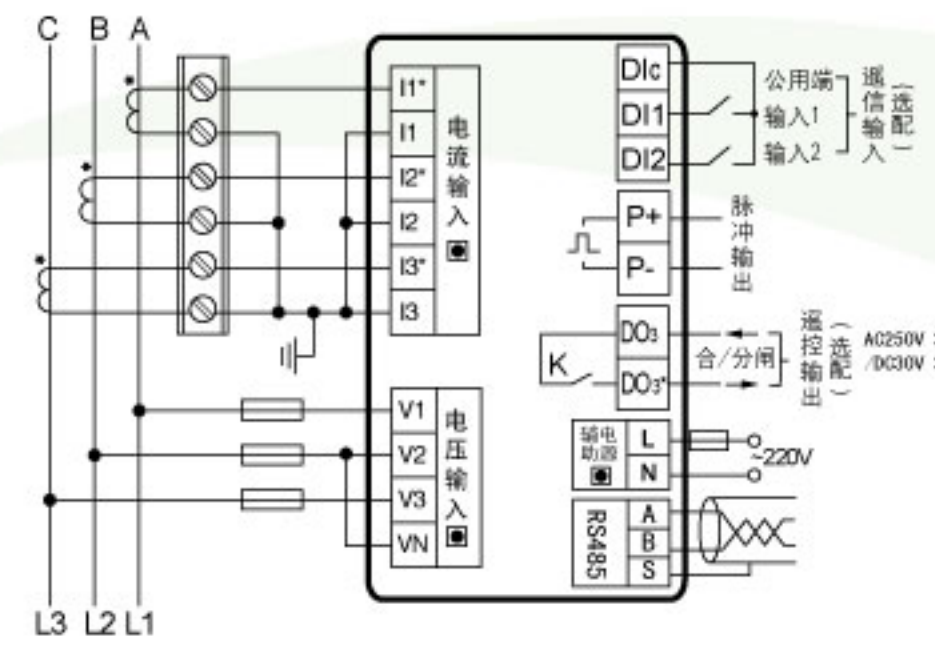 C B A
I1*
I1
I2*
I2
I3*
I3
电流输入
V1
V2
V3
VN
电压输入
L3 L2 L1
DIc
DI1
DI2
公用端
输入1
输入2
遥信输入
(选配)
P+
P-
脉冲输出
DO3
DO3*
K
合/分闸
遥控输出
(选配)
AC250V
/DC30V
辅助电源
L
N
~220V
RS485
A
B
S